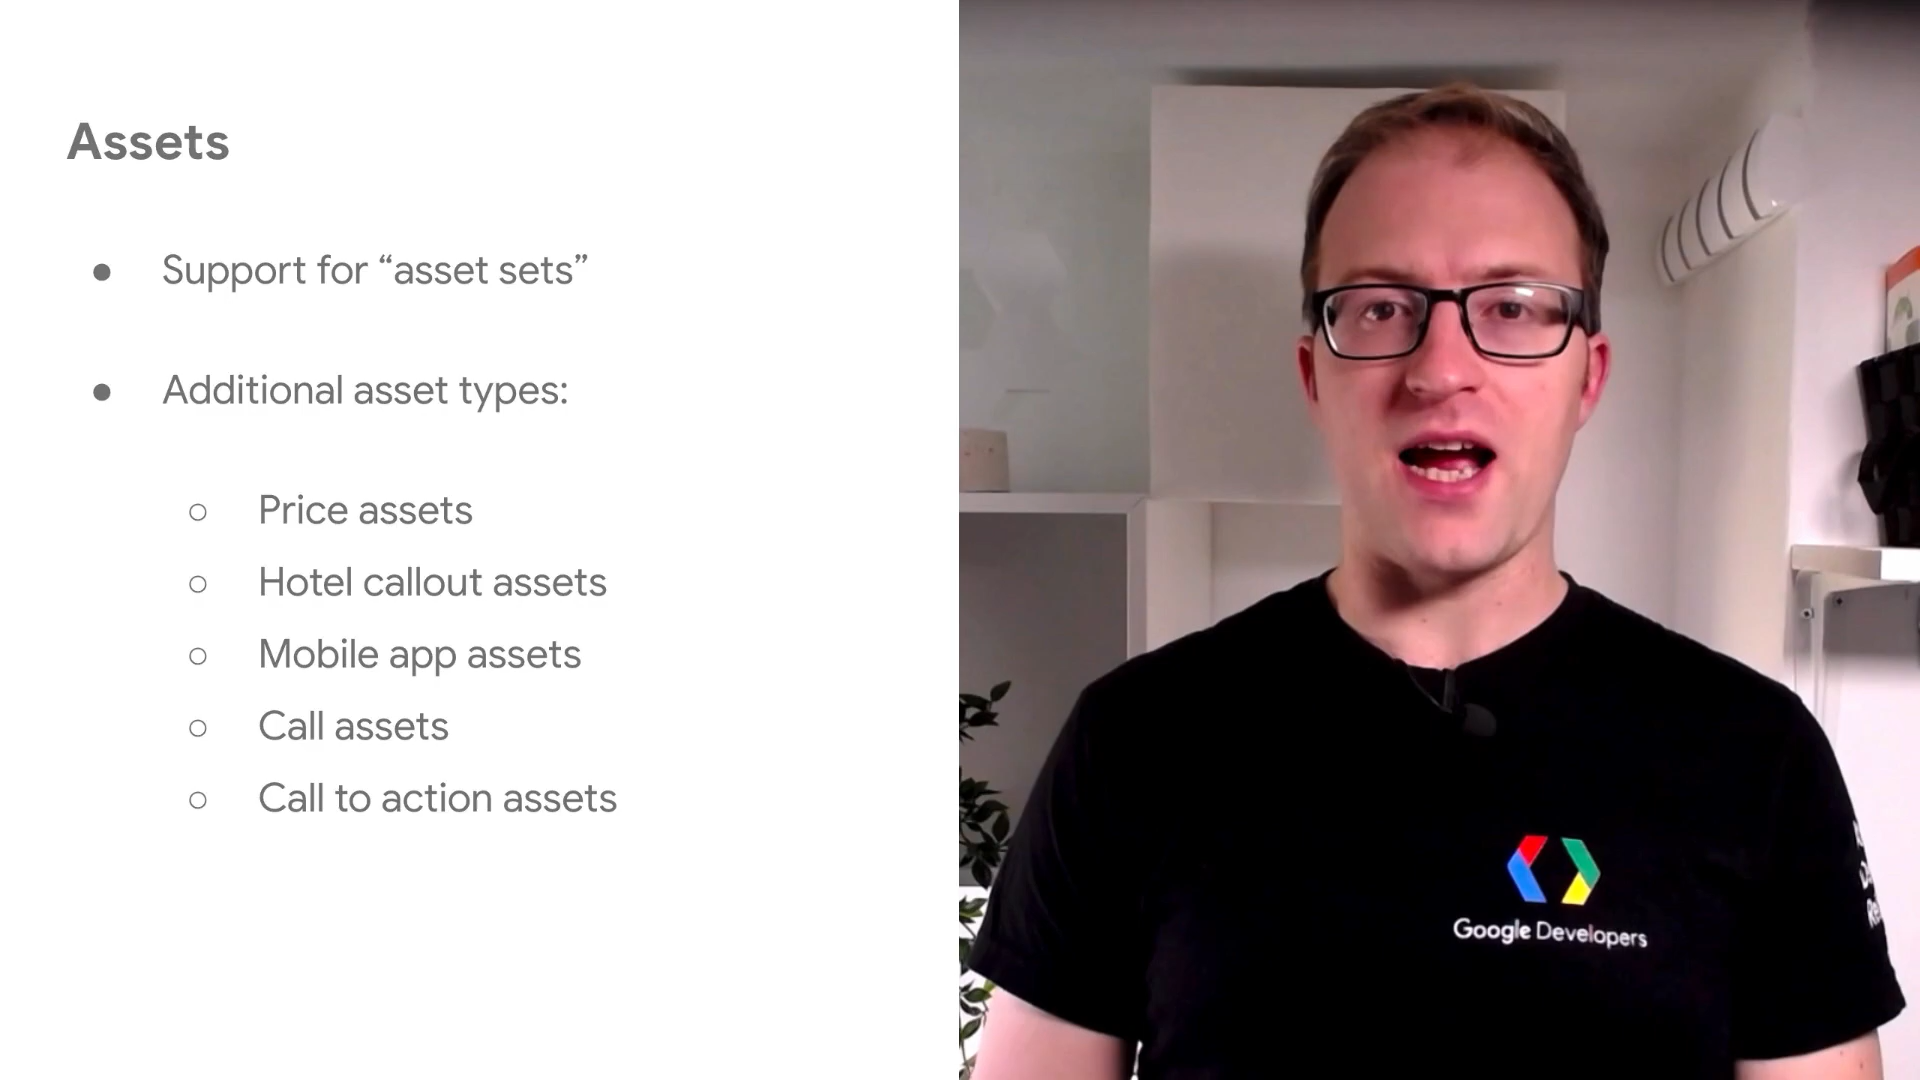 Assets
● Support for “asset sets”
● Additional asset types:
○ Price assets
○ Hotel callout assets
○ Mobile app assets
○ Call assets
○ Call to action assets
Google Developers